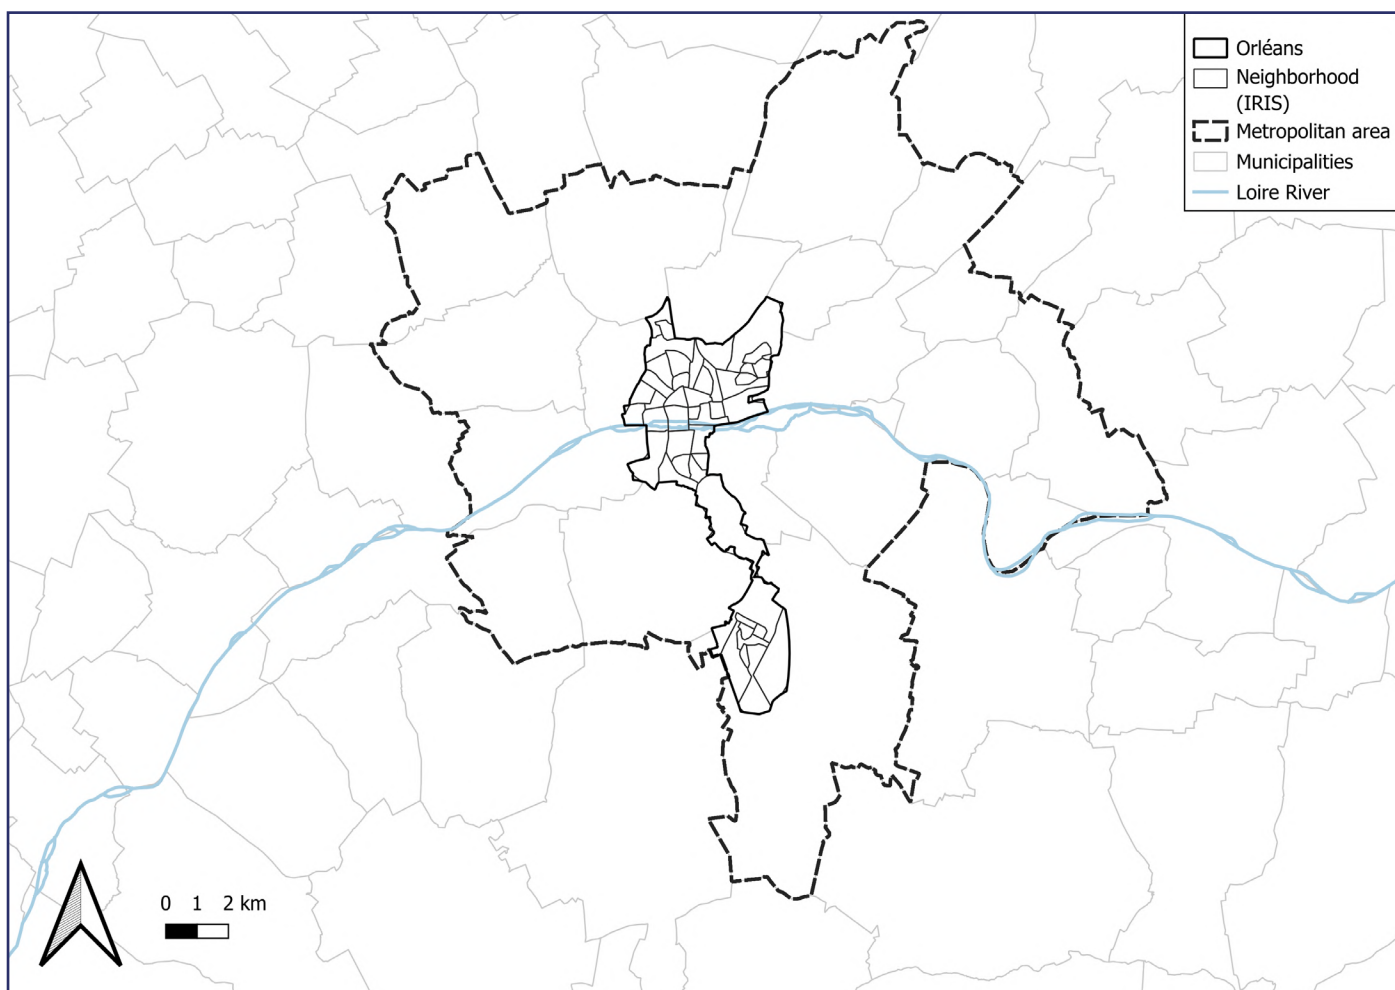 Orléans
Neighborhood
(IRIS)
Metropolitan area
Municipalities
Loire River
0 1 2 km